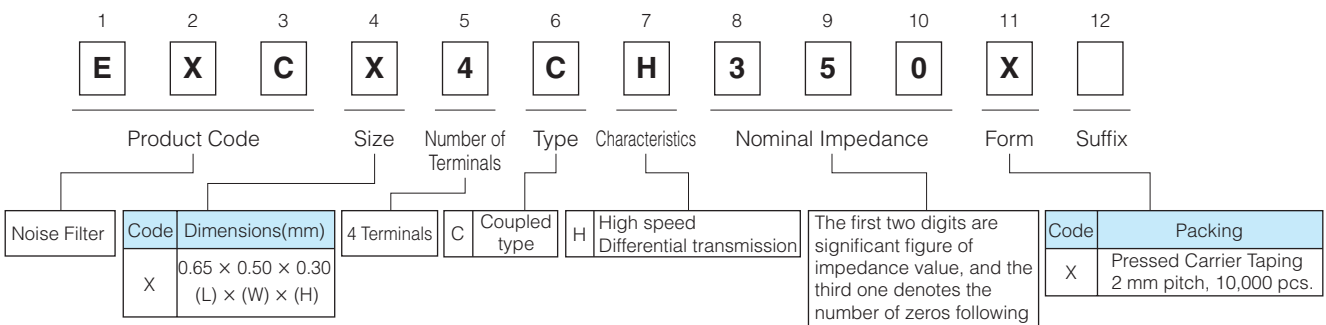 1 2 3 4 5 6 7 8 9 10 11 12
E X C X 4 C H 3 5 0 X
Product Code Size Number of Terminals Type Characteristics Nominal Impedance Form Suffix
Noise Filter
Code Dimensions(mm)
X 0.65 × 0.50 × 0.30
(L) × (W) × (H)
4 Terminals
C Coupled
type
H High speed
Differential transmission
The first two digits are
significant figure of
impedance value, and the
third one denotes the
number of zeros following
Code Packing
X Pressed Carrier Taping
2 mm pitch, 10,000 pcs.